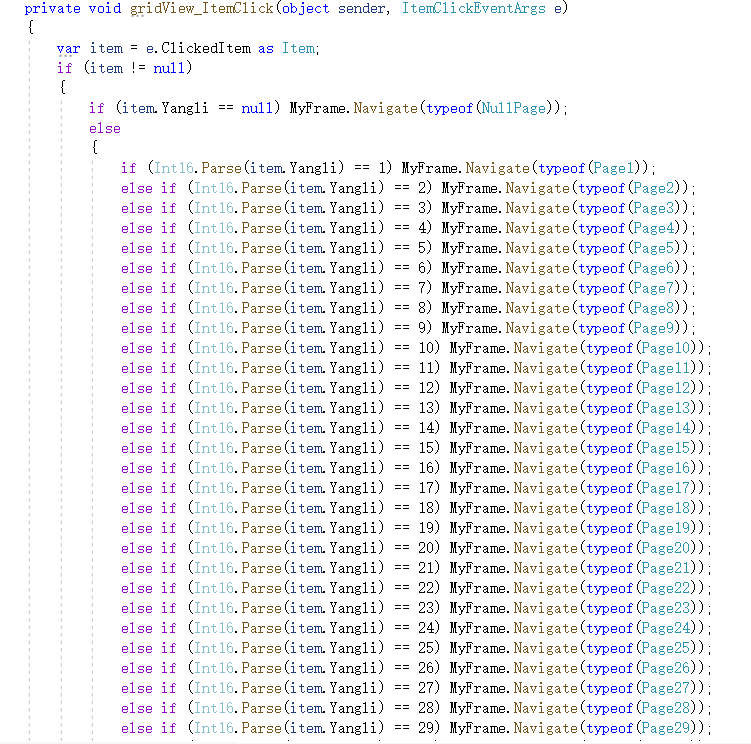 private void gridView_ItemClick(object sender, ItemClickEventArgs e)
{
var item = e.ClickedItem as Item;
if (item != null)
{
if (item.Yangli == null) MyFrame.Navigate(typeof(NullPage));
else
{
if (Int16.Parse(item.Yangli) == 1) MyFrame.Navigate(typeof(Page1));
else if (Int16.Parse(item.Yangli) == 2) MyFrame.Navigate(typeof(Page2));
else if (Int16.Parse(item.Yangli) == 3) MyFrame.Navigate(typeof(Page3));
else if (Int16.Parse(item.Yangli) == 4) MyFrame.Navigate(typeof(Page4));
else if (Int16.Parse(item.Yangli) == 5) MyFrame.Navigate(typeof(Page5));
else if (Int16.Parse(item.Yangli) == 6) MyFrame.Navigate(typeof(Page6));
else if (Int16.Parse(item.Yangli) == 7) MyFrame.Navigate(typeof(Page7));
else if (Int16.Parse(item.Yangli) == 8) MyFrame.Navigate(typeof(Page8));
else if (Int16.Parse(item.Yangli) == 9) MyFrame.Navigate(typeof(Page9));
else if (Int16.Parse(item.Yangli) == 10) MyFrame.Navigate(typeof(Page10));
else if (Int16.Parse(item.Yangli) == 11) MyFrame.Navigate(typeof(Page11));
else if (Int16.Parse(item.Yangli) == 12) MyFrame.Navigate(typeof(Page12));
else if (Int16.Parse(item.Yangli) == 13) MyFrame.Navigate(typeof(Page13));
else if (Int16.Parse(item.Yangli) == 14) MyFrame.Navigate(typeof(Page14));
else if (Int16.Parse(item.Yangli) == 15) MyFrame.Navigate(typeof(Page15));
else if (Int16.Parse(item.Yangli) == 16) MyFrame.Navigate(typeof(Page16));
else if (Int16.Parse(item.Yangli) == 17) MyFrame.Navigate(typeof(Page17));
else if (Int16.Parse(item.Yangli) == 18) MyFrame.Navigate(typeof(Page18));
else if (Int16.Parse(item.Yangli) == 19) MyFrame.Navigate(typeof(Page19));
else if (Int16.Parse(item.Yangli) == 20) MyFrame.Navigate(typeof(Page20));
else if (Int16.Parse(item.Yangli) == 21) MyFrame.Navigate(typeof(Page21));
else if (Int16.Parse(item.Yangli) == 22) MyFrame.Navigate(typeof(Page22));
else if (Int16.Parse(item.Yangli) == 23) MyFrame.Navigate(typeof(Page23));
else if (Int16.Parse(item.Yangli) == 24) MyFrame.Navigate(typeof(Page24));
else if (Int16.Parse(item.Yangli) == 25) MyFrame.Navigate(typeof(Page25));
else if (Int16.Parse(item.Yangli) == 26) MyFrame.Navigate(typeof(Page26));
else if (Int16.Parse(item.Yangli) == 27) MyFrame.Navigate(typeof(Page27));
else if (Int16.Parse(item.Yangli) == 28) MyFrame.Navigate(typeof(Page28));
else if (Int16.Parse(item.Yangli) == 29) MyFrame.Navigate(typeof(Page29));